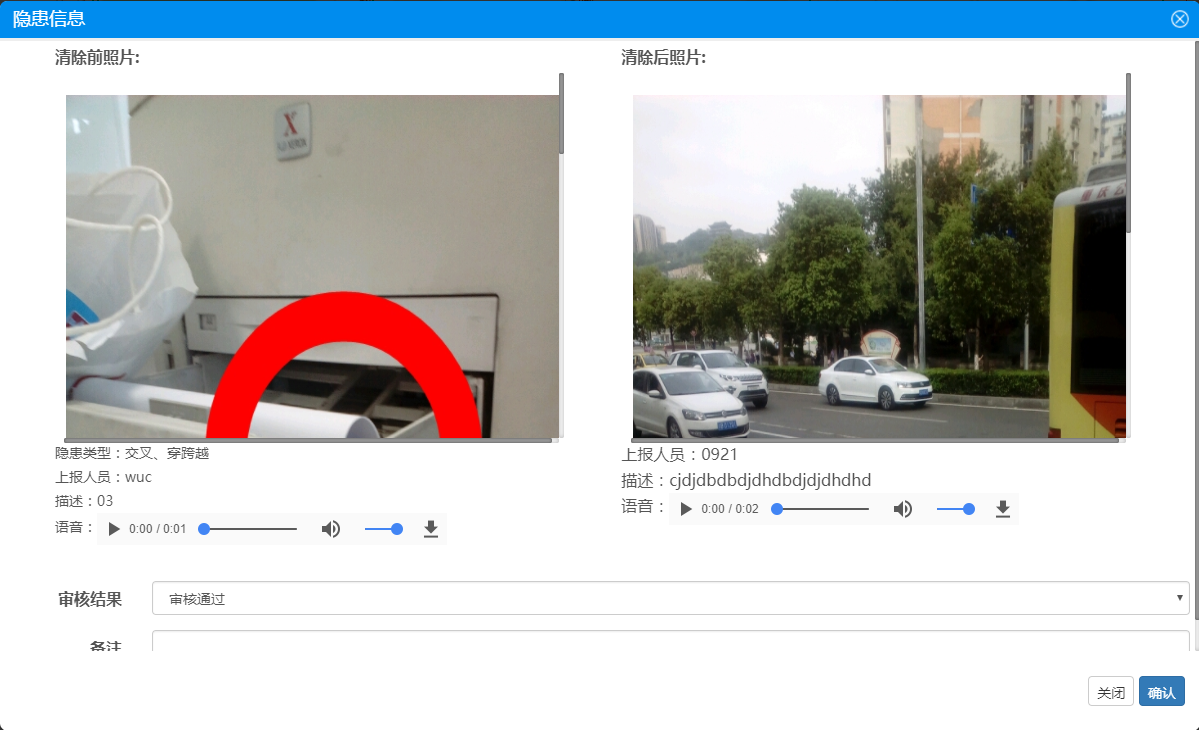 隐患信息
清除前照片:
清除后照片:
X
隐患类型：交叉、穿跨越
上报人员：wuc
描述：03
语音：
0:00 / 0:01
上报人员：0921
描述：cjdjdbdbdjdhdbdjdjdhdhd
语音：
0:00 / 0:02
审核结果
审核通过
备注
关闭
确认